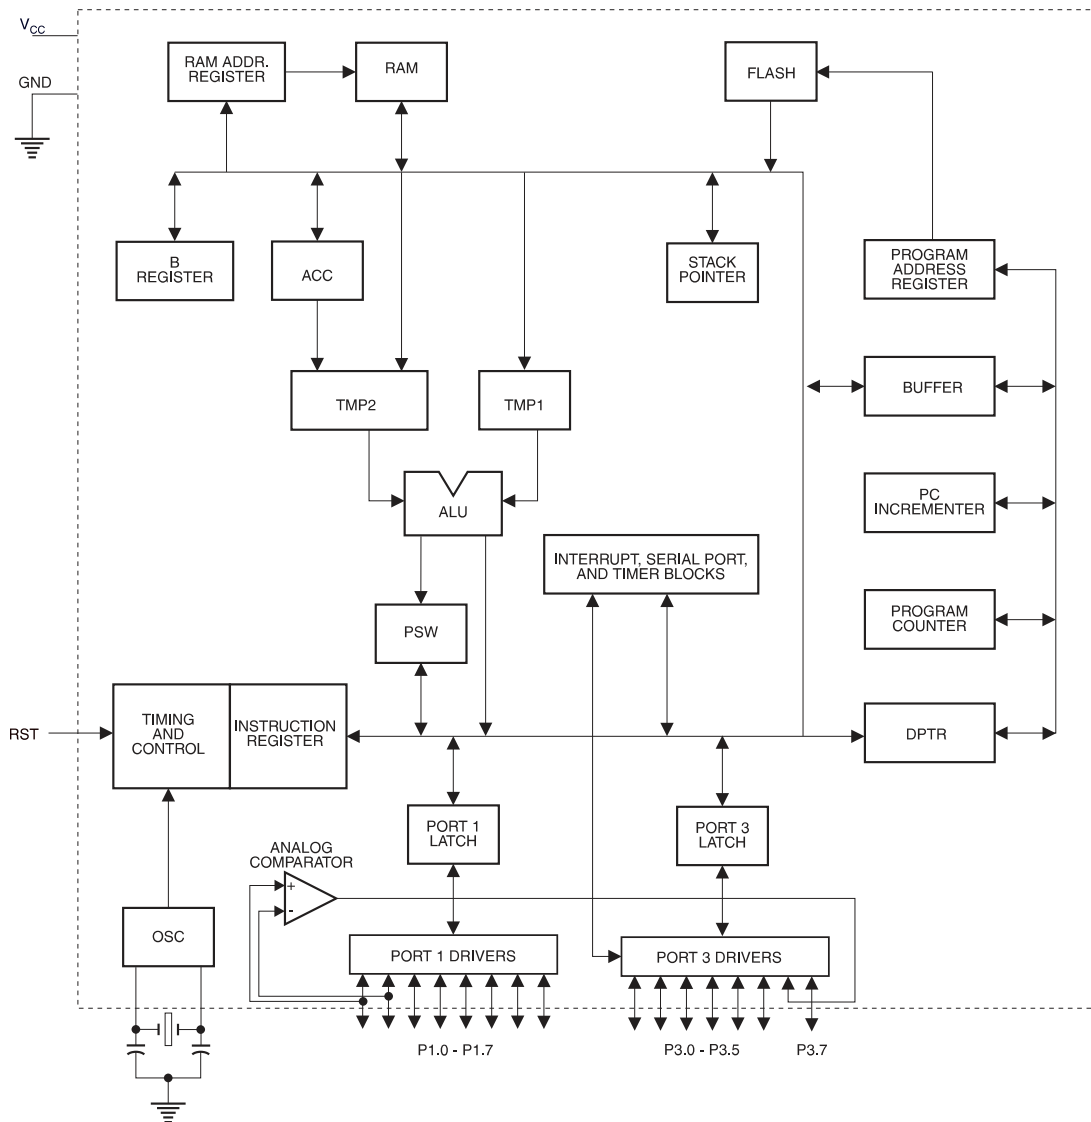 VCC
GND
RAM ADDR.
REGISTER
RAM
FLASH
B
REGISTER
ACC
STACK
POINTER
PROGRAM
ADDRESS
REGISTER
TMP2
TMP1
BUFFER
ALU
PC
INCREMENTER
INTERRUPT, SERIAL PORT,
AND TIMER BLOCKS
PSW
PROGRAM
COUNTER
RST
TIMING
AND
CONTROL
INSTRUCTION
REGISTER
DPTR
PORT 1
LATCH
PORT 3
LATCH
ANALOG
COMPARATOR
+
-
OSC
PORT 1 DRIVERS
PORT 3 DRIVERS
P1.0 - P1.7
P3.0 - P3.5
P3.7